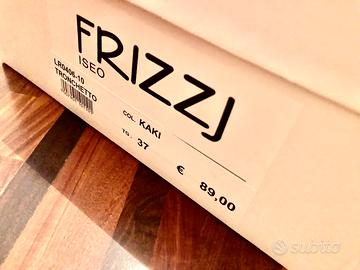 FRIZZJ
ISEO
LR0406-10
TRONCHETTO
COL. KAKI
TG. 37
€ 89,00
subito